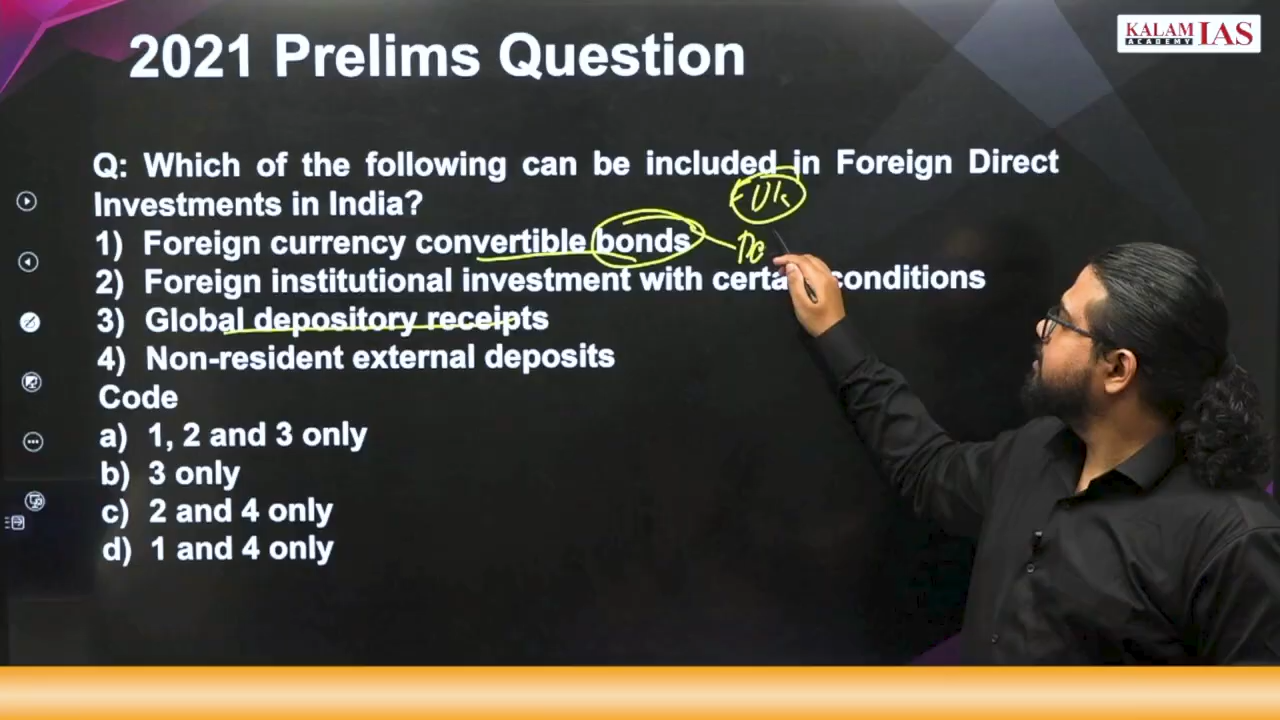 KALAM
ACADEMY IAS
2021 Prelims Question
Q: Which of the following can be included in Foreign Direct
Investments in India?
1) Foreign currency convertible bonds
2) Foreign institutional investment with certa conditions
3) Global depository receipts
4) Non-resident external deposits
Code
a) 1, 2 and 3 only
b) 3 only
c) 2 and 4 only
d) 1 and 4 only